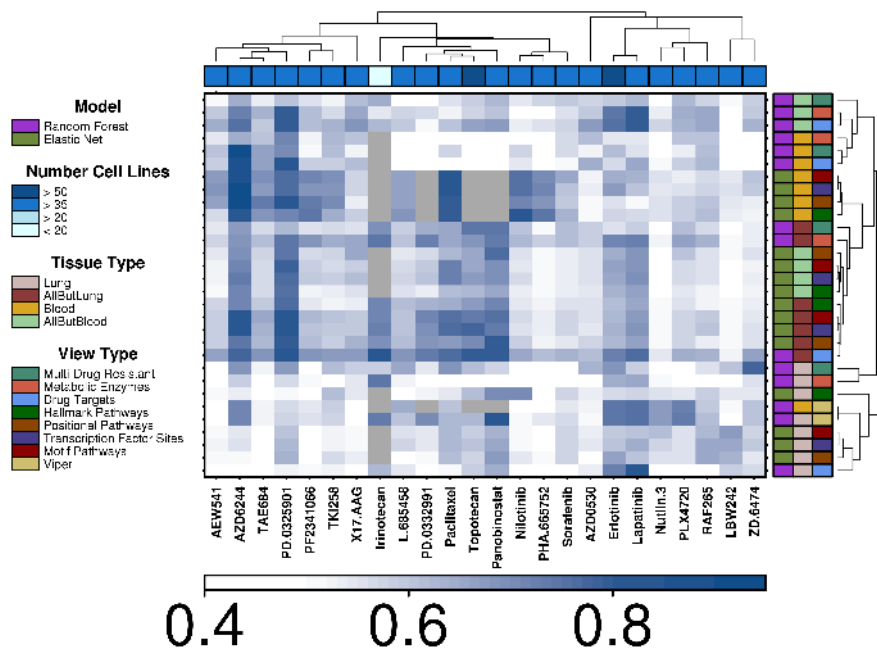 Model
Random Forest
Elastic Net
Number Cell Lines
> 50
> 35
> 20
< 20
Tissue Type
Lung
AllButLung
Blood
AllButBlood
View Type
Multi Drug Resistant
Metabolic Enzymes
Drug Targets
Hallmark Pathways
Positional Pathways
Transcription Factor Sites
Motif Pathways
Viper
AEW541
AZD6244
TAE684
PD.0325901
PF2341066
TKI258
X17.AAG
Irinotecan
L.685458
PD.0332991
Paclitaxel
Topotecan
Panobinostat
Nilotinib
PHA.665752
Sorafenib
AZD0530
Erlotinib
Lapatinib
Nutlin.3
PLX4720
RAF265
LBW242
ZD.6474
0.4
0.6
0.8